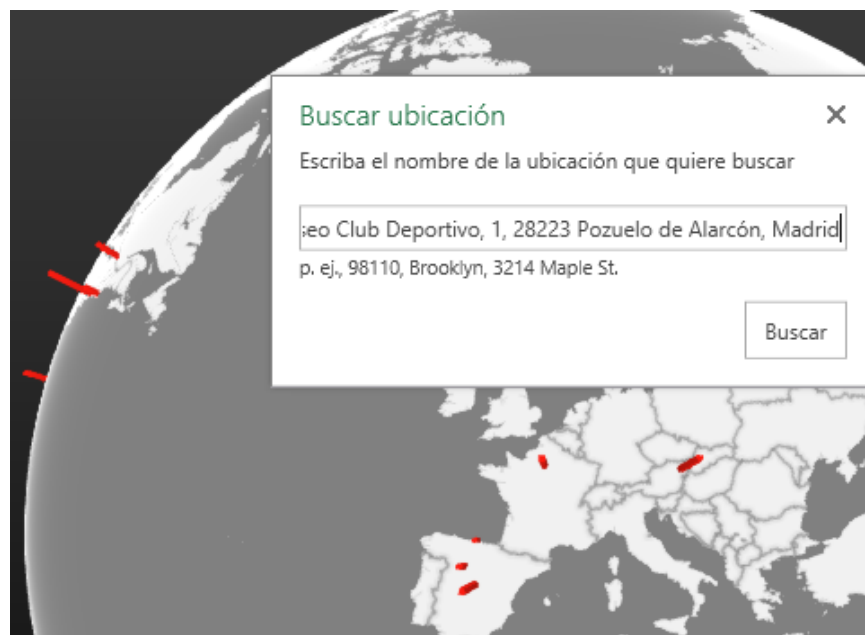 Buscar ubicación
Escriba el nombre de la ubicación que quiere buscar
eo Club Deportivo, 1, 28223 Pozuelo de Alarcón, Madrid
p. ej., 98110, Brooklyn, 3214 Maple St.
Buscar